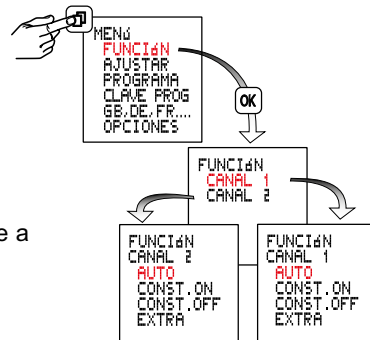 MENÚ
FUNCIÓN
AJUSTAR
PROGRAMA
CLAVE PROG
GB,DE,FR....
OPCIONES
OK
FUNCIÓN
CANAL 1
CANAL 2
e a
FUNCIÓN
CANAL 2
AUTO
CONST.ON
CONST.OFF
EXTRA
FUNCIÓN
CANAL 1
AUTO
CONST.ON
CONST.OFF
EXTRA